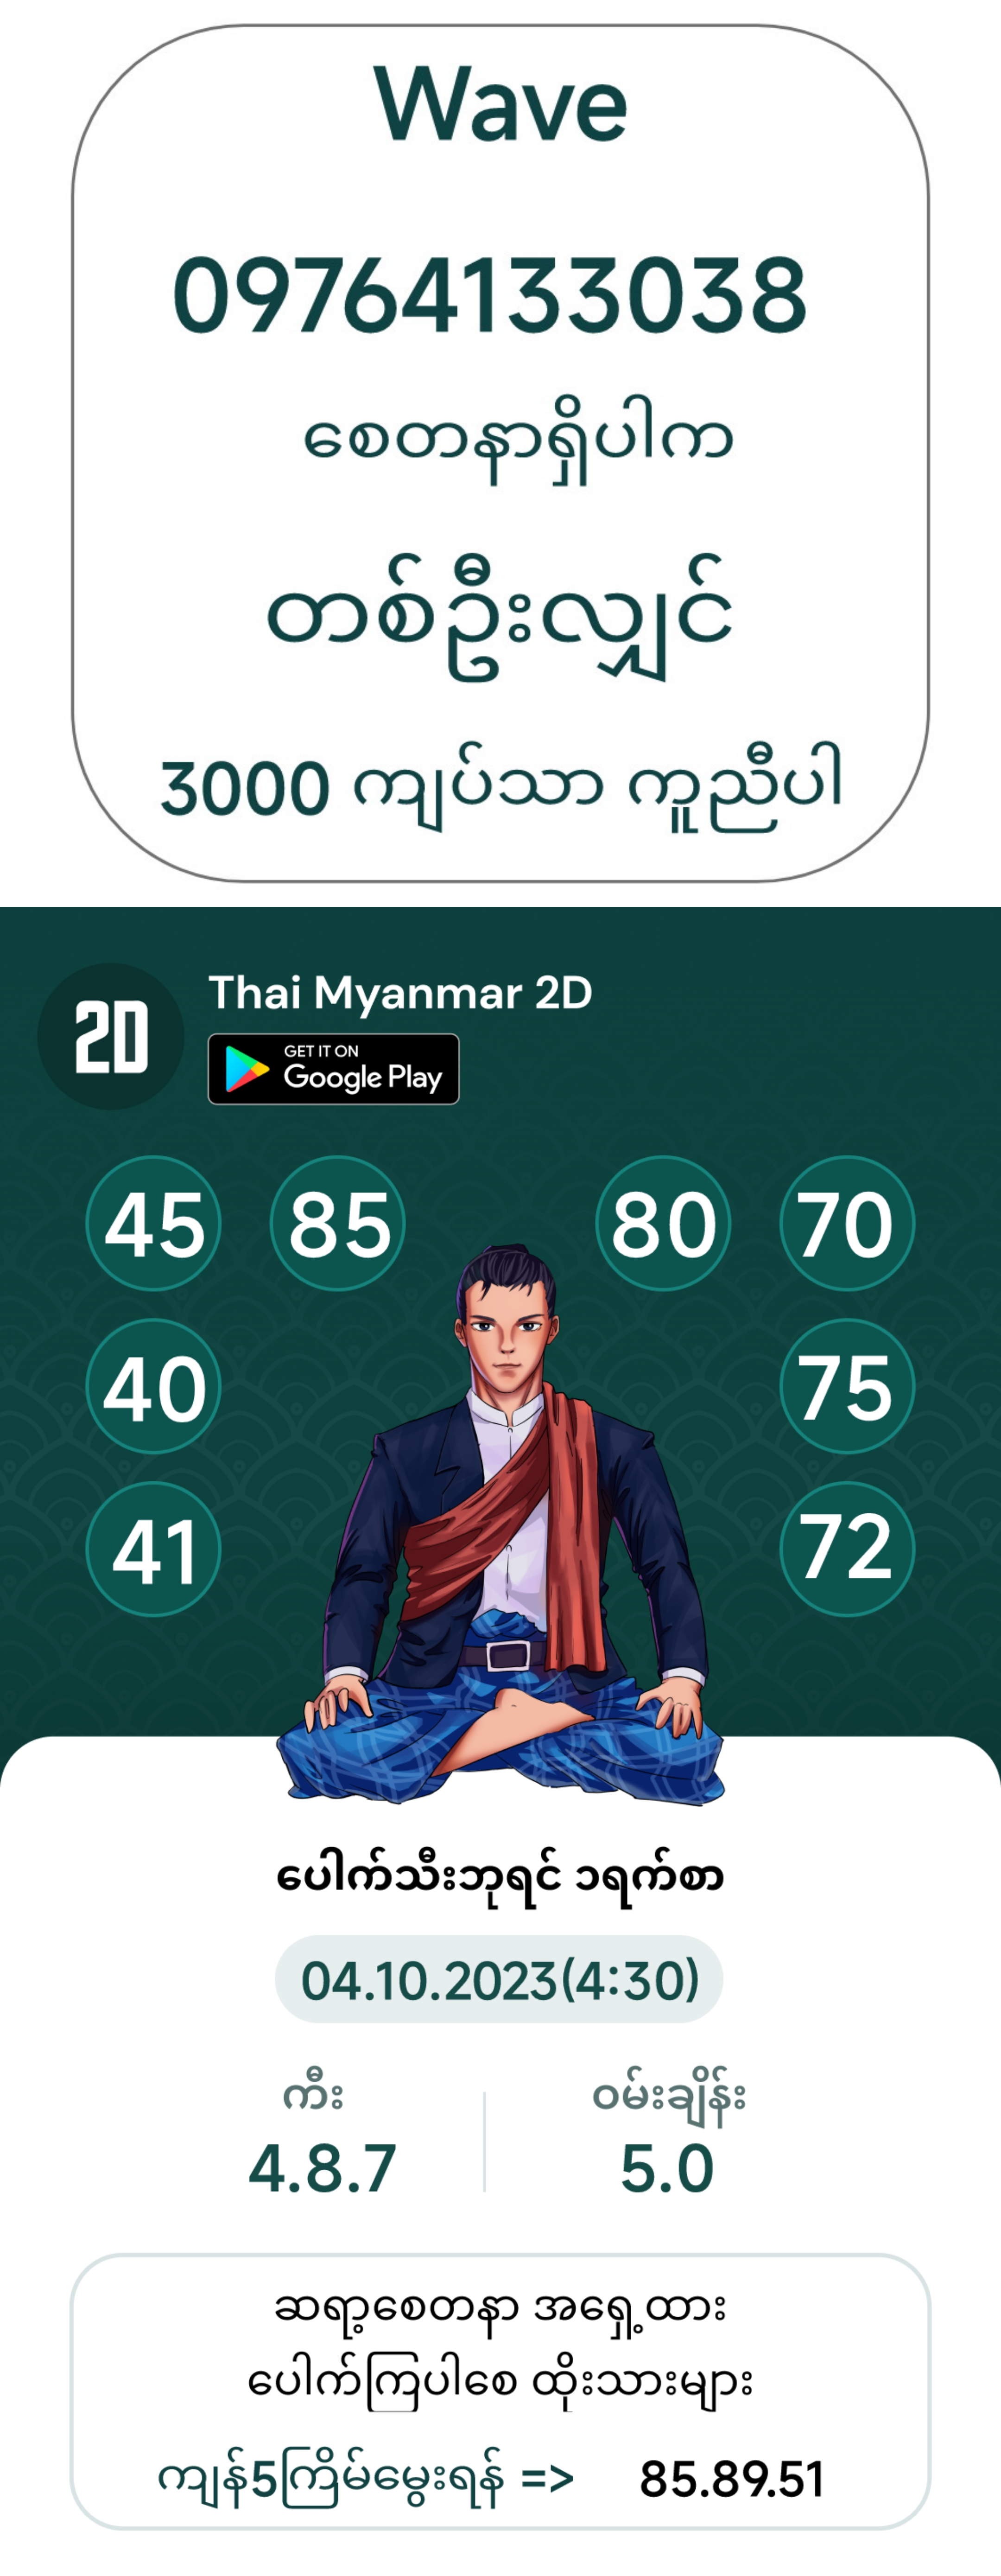 Wave
09764133038
စေတနာရှိပါက
တစ်ဦးလျှင်
3000 ကျပ်သာ ကူညီပါ
2D
Thai Myanmar 2D
GET IT ON
Google Play
45 85 80 70
40 75
41 72
ပေါက်သီးဘုရင် ၁ရက်စာ
04.10.2023(4:30)
ကီး ဝမ်းချိန်း
4.8.7 5.0
ဆရာ့စေတနာ အရှေ့ထား
ပေါက်ကြပါစေ ထိုးသားများ
ကျန်5ကြိမ်မွေးရန် => 85.89.51